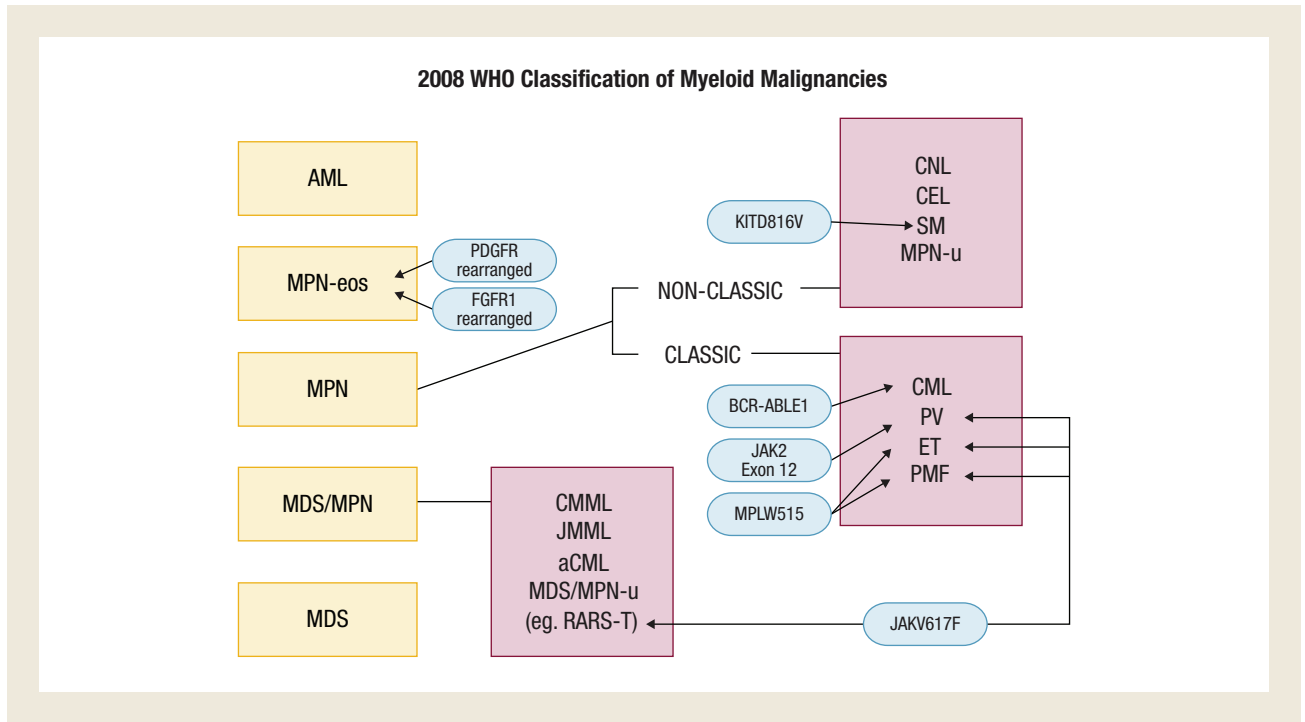 2008 WHO Classification of Myeloid Malignancies
AML
MPN-eos
PDGFR
rearranged
FGFR1
rearranged
MPN
NON-CLASSIC
CLASSIC
KITD816V
CNL
CEL
SM
MPN-u
BCR-ABLE1
JAK2
Exon 12
MPLW515
CML
PV
ET
PMF
MDS/MPN
CMML
JMML
aCML
MDS/MPN-u
(eg. RARS-T)
MDS
JAKV617F